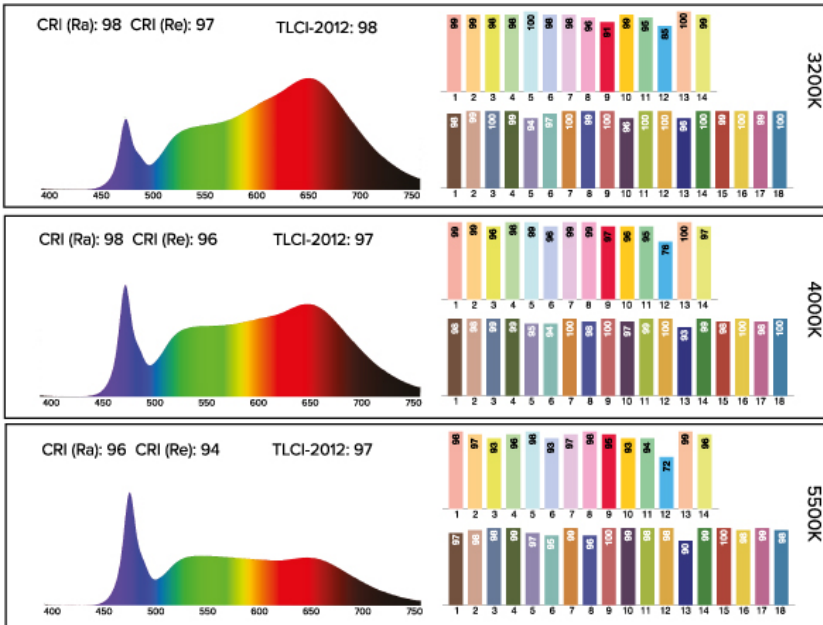 CRI (Ra): 98 CRI (Re): 97 TLCI-2012: 98
99 99 98 98 100 98 98 96 91 99 95 85 100 99
1 2 3 4 5 6 7 8 9 10 11 12 13 14
98 99 100 99 94 97 100 99 100 96 100 100 95 100 99 100 99 100
1 2 3 4 5 6 7 8 9 10 11 12 13 14 15 16 17 18
400 450 500 550 600 650 700 750
3200K
CRI (Ra): 98 CRI (Re): 96 TLCI-2012: 97
99 99 96 98 99 96 99 99 97 96 98 78 100 97
1 2 3 4 5 6 7 8 9 10 11 12 13 14
98 98 99 99 95 94 100 98 100 97 99 100 93 99 98 100 98 100
1 2 3 4 5 6 7 8 9 10 11 12 13 14 15 16 17 18
400 450 500 550 600 650 700 750
4000K
CRI (Ra): 96 CRI (Re): 94 TLCI-2012: 97
98 97 93 96 98 93 97 98 95 93 94 72 99 96
1 2 3 4 5 6 7 8 9 10 11 12 13 14
97 98 98 99 97 95 99 96 100 99 98 98 90 99 100 98 99 98
1 2 3 4 5 6 7 8 9 10 11 12 13 14 15 16 17 18
400 450 500 550 600 650 700 750
5500K